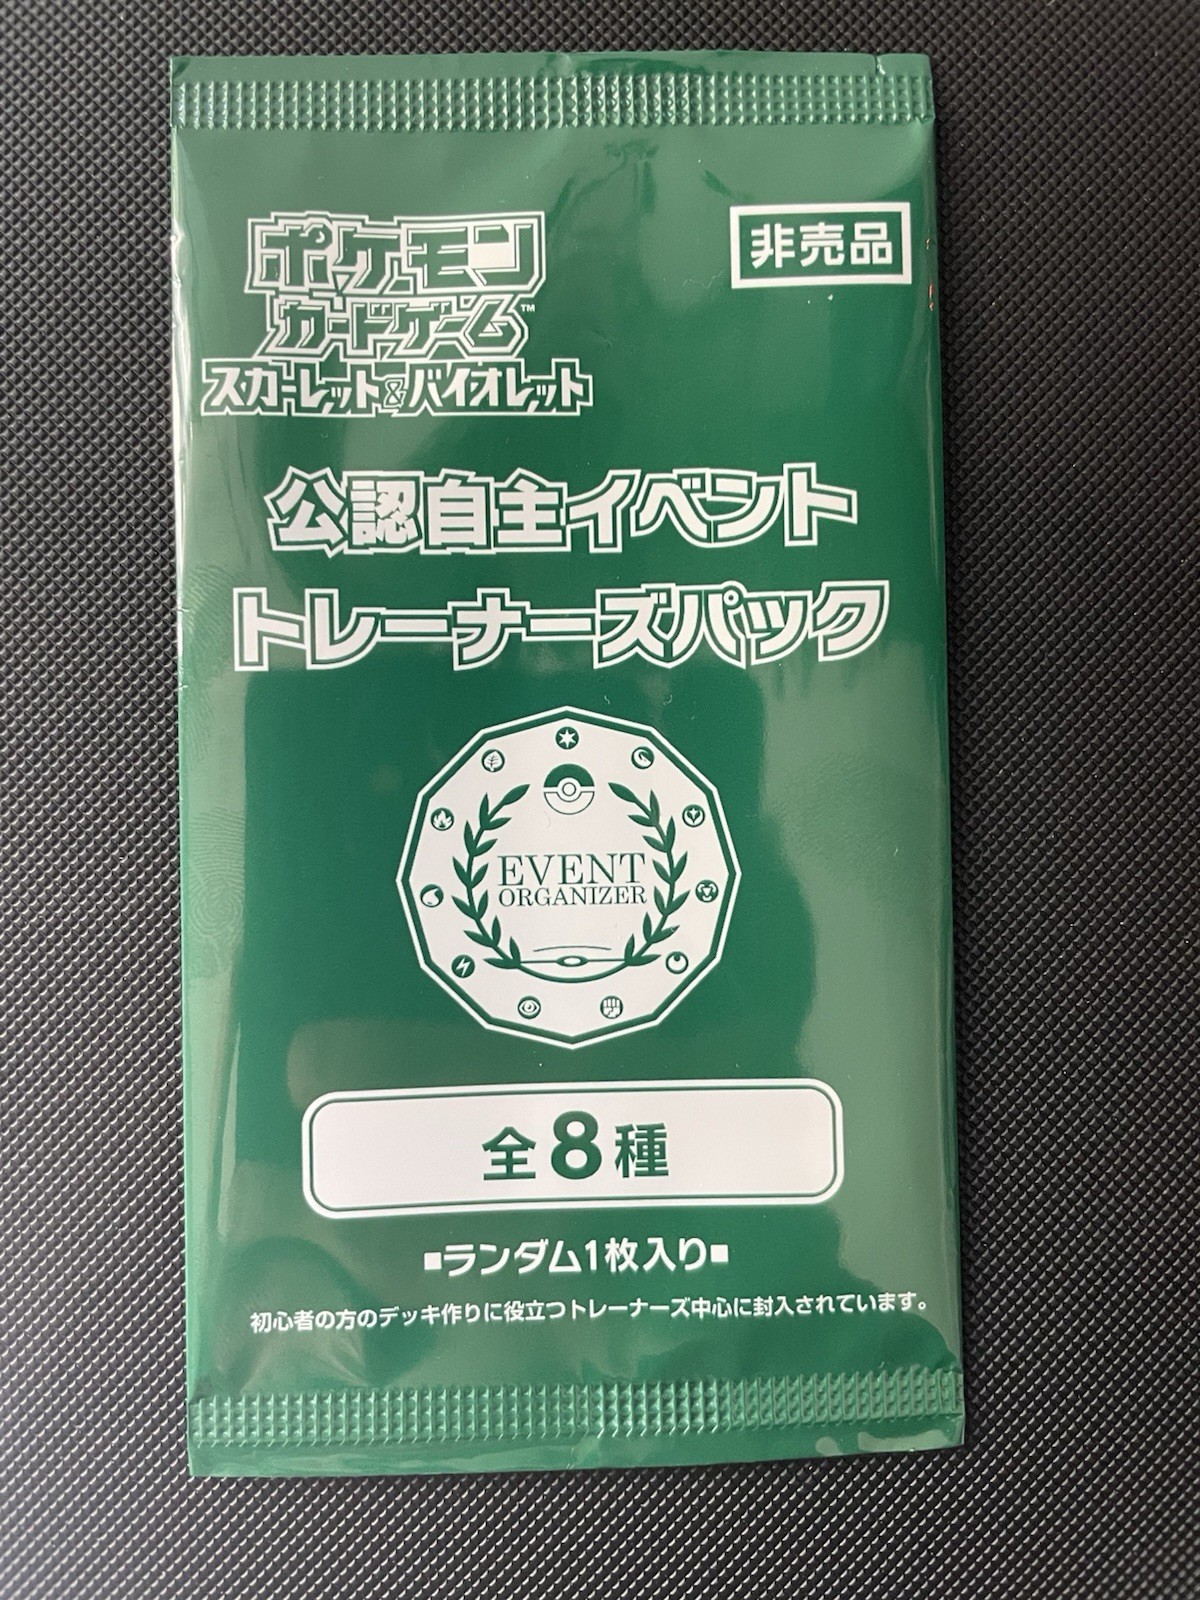 ポケモン
カードゲーム™
スカーレット&バイオレット
非売品
公認自主イベント
トレーナーズパック
EVENT
ORGANIZER
全8種
■ランダム1枚入り■
初心者の方のデッキ作りに役立つトレーナーズ中心に封入されています。